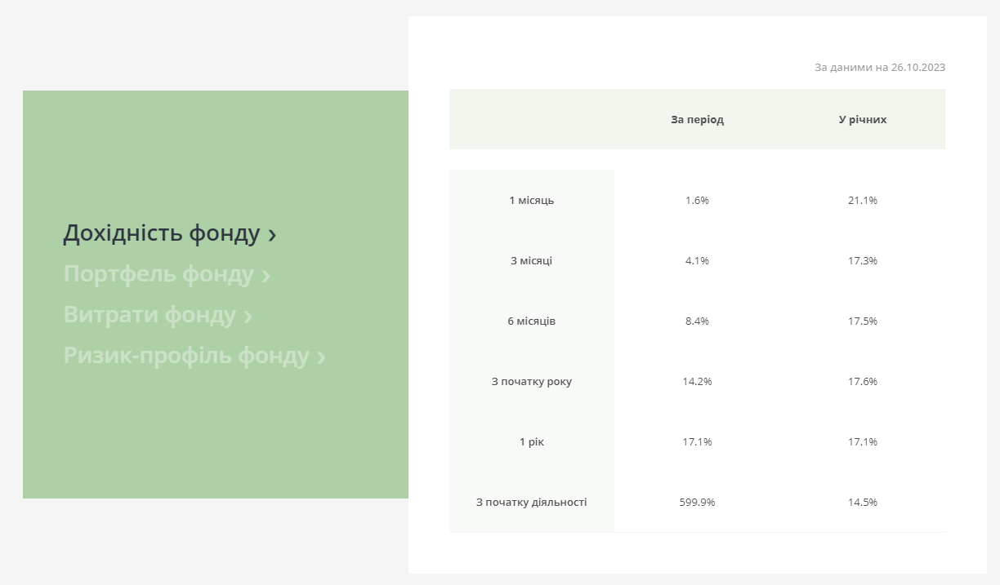 Дохідність фонду ›
Портфель фонду ›
Витрати фонду ›
Ризик-профіль фонду ›
За даними на 26.10.2023
За період У річних
1 місяць 1.6% 21.1%
3 місяці 4.1% 17.3%
6 місяців 8.4% 17.5%
З початку року 14.2% 17.6%
1 рік 17.1% 17.1%
З початку діяльності 599.9% 14.5%